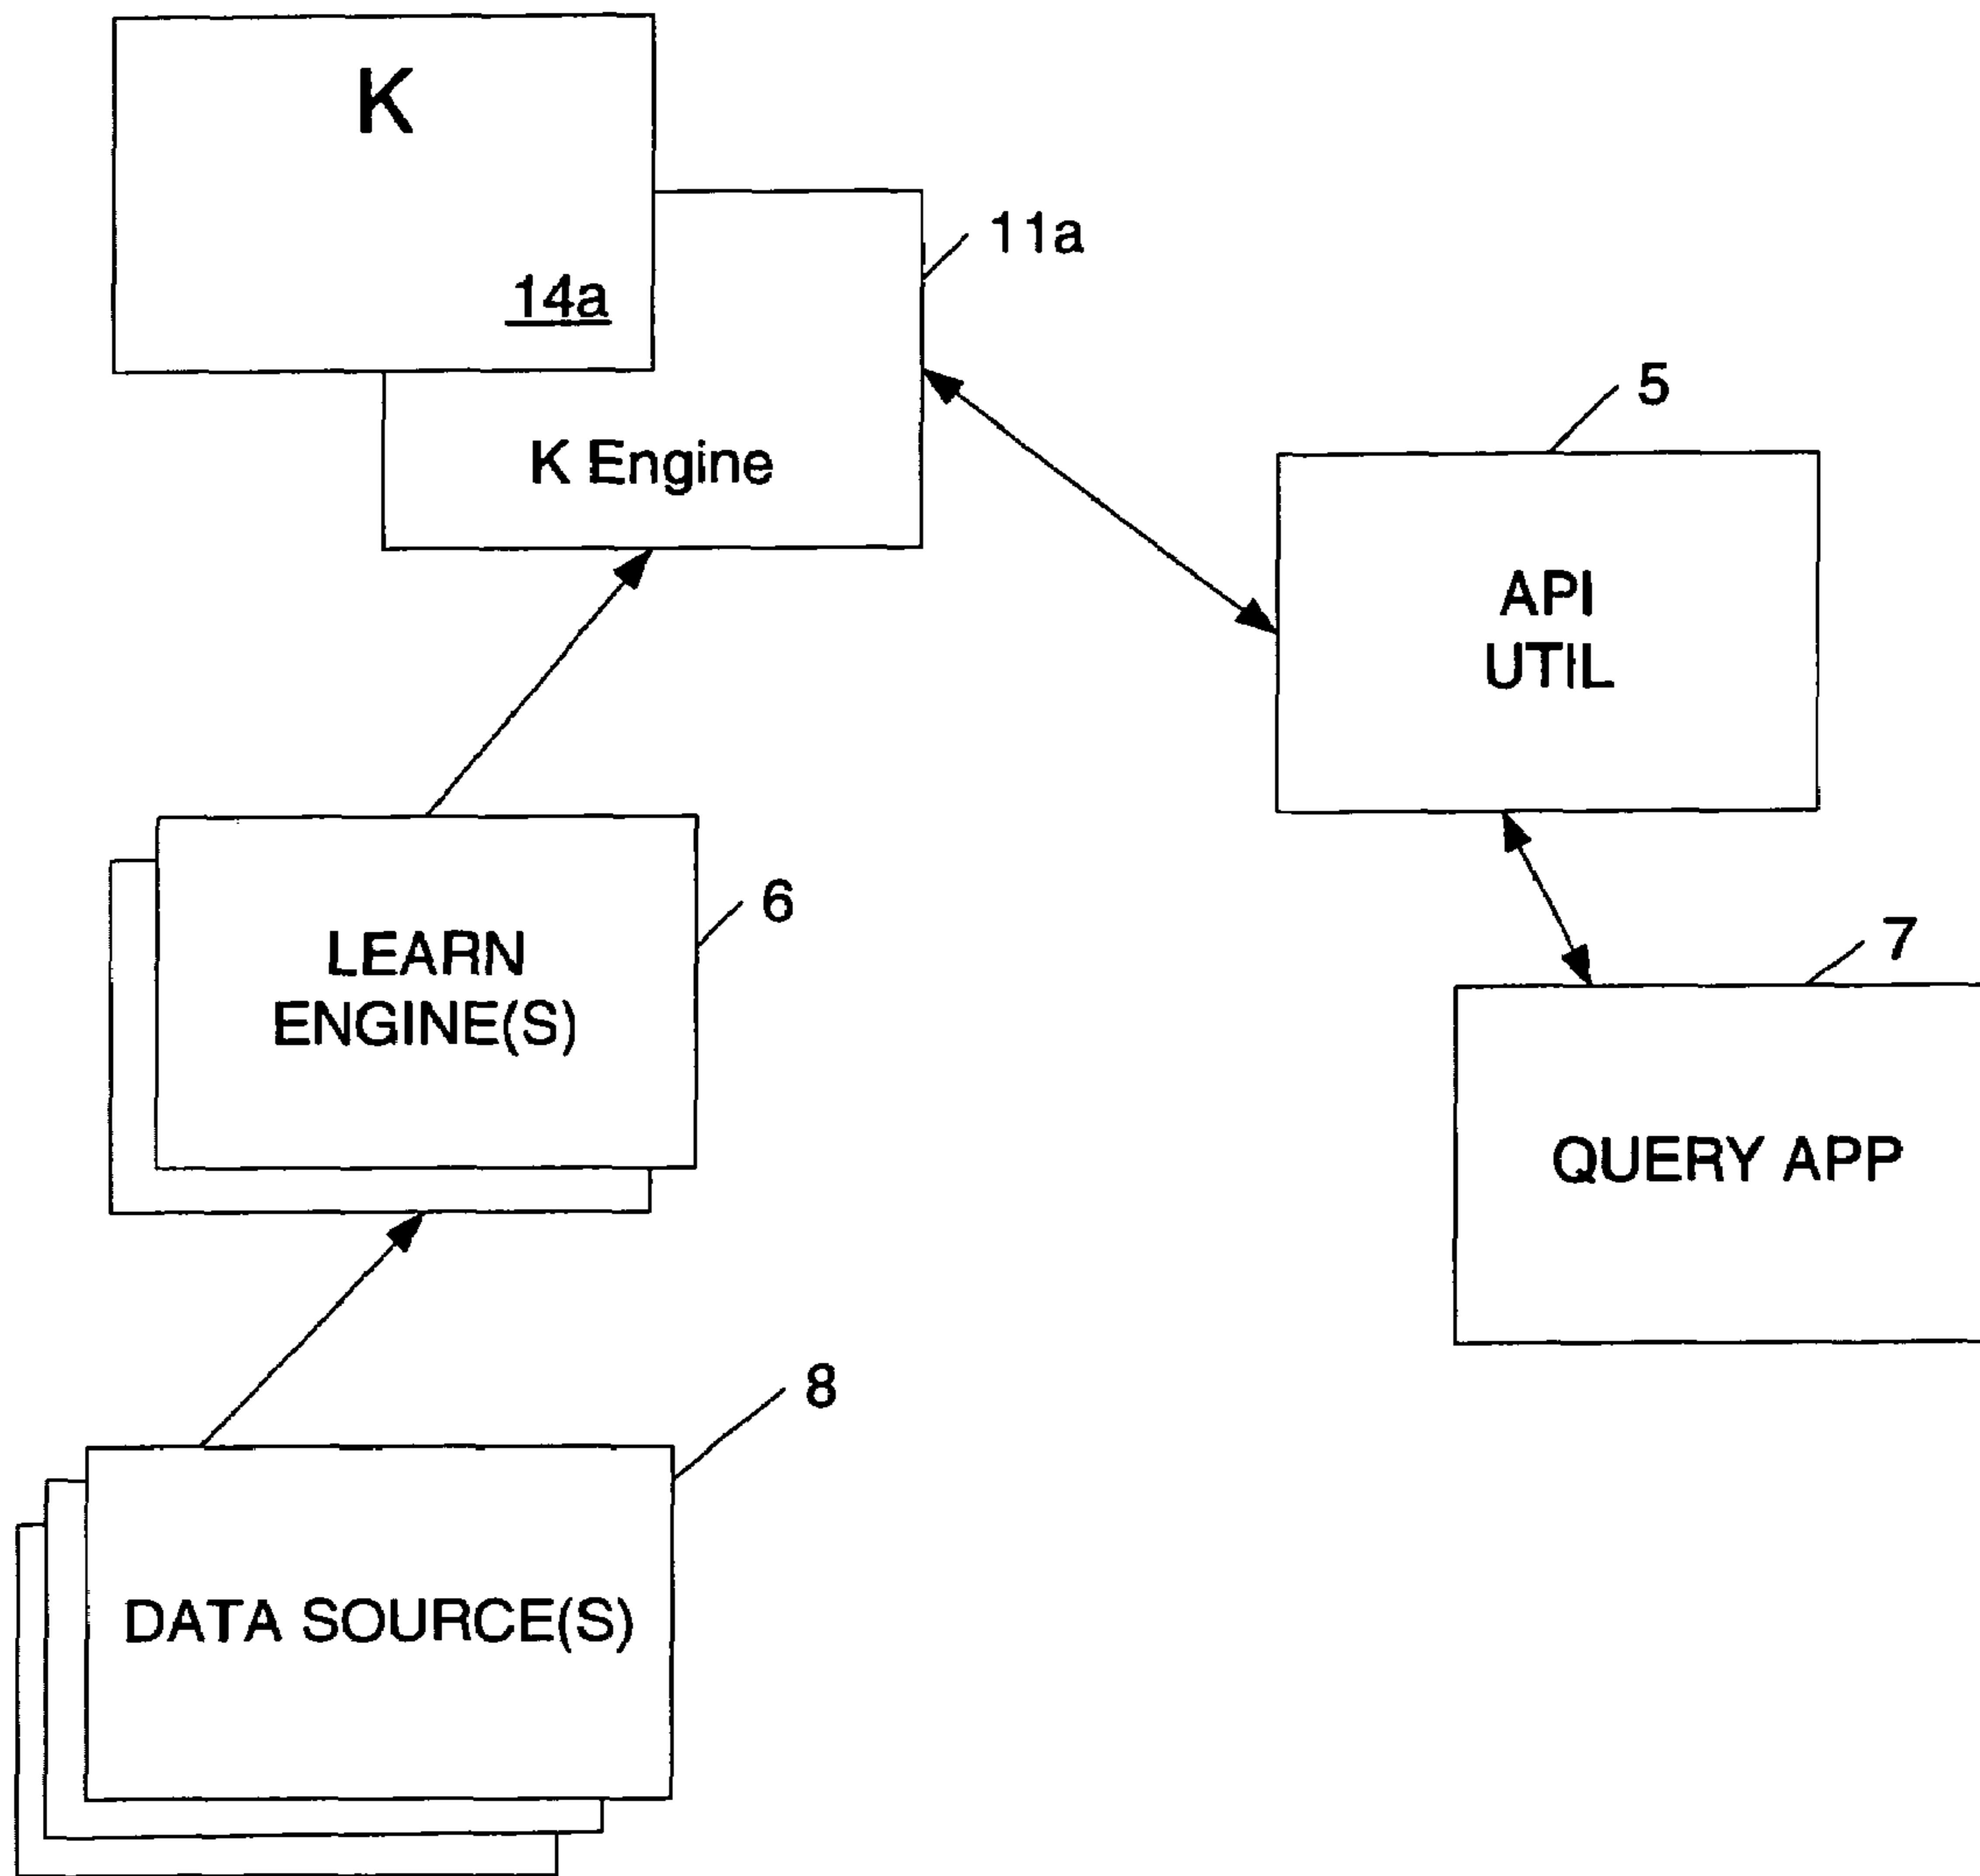 K
14a
11a
K Engine
5
API
UTIL
6
LEARN
ENGINE(S)
7
QUERY APP
8
DATA SOURCE(S)